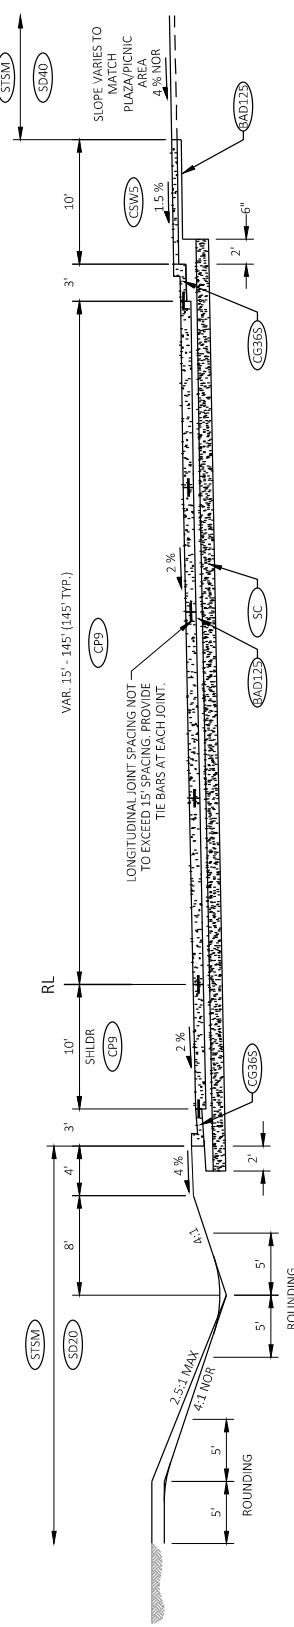 STSM
SD40
SLOPE VARIES TO
MATCH
PLAZA/PICNIC
AREA
4 % NOR
10'
CSW5
1.5 %
BAD125
6"
2'
3'
CG36S
VAR. 15' - 145' (145' TYP.)
CP9
2 %
LONGITUDINAL JOINT SPACING NOT
TO EXCEED 15' SPACING. PROVIDE
TIE BARS AT EACH JOINT.
SC
BAD125
RL
10'
SHLDR
CP9
2 %
CG36S
3'
4'
4 %
2'
8'
STSM
SD20
4:1
2.5:1 MAX
4:1 NOR
5'
5'
ROUNDING
5'
5'
ROUNDING